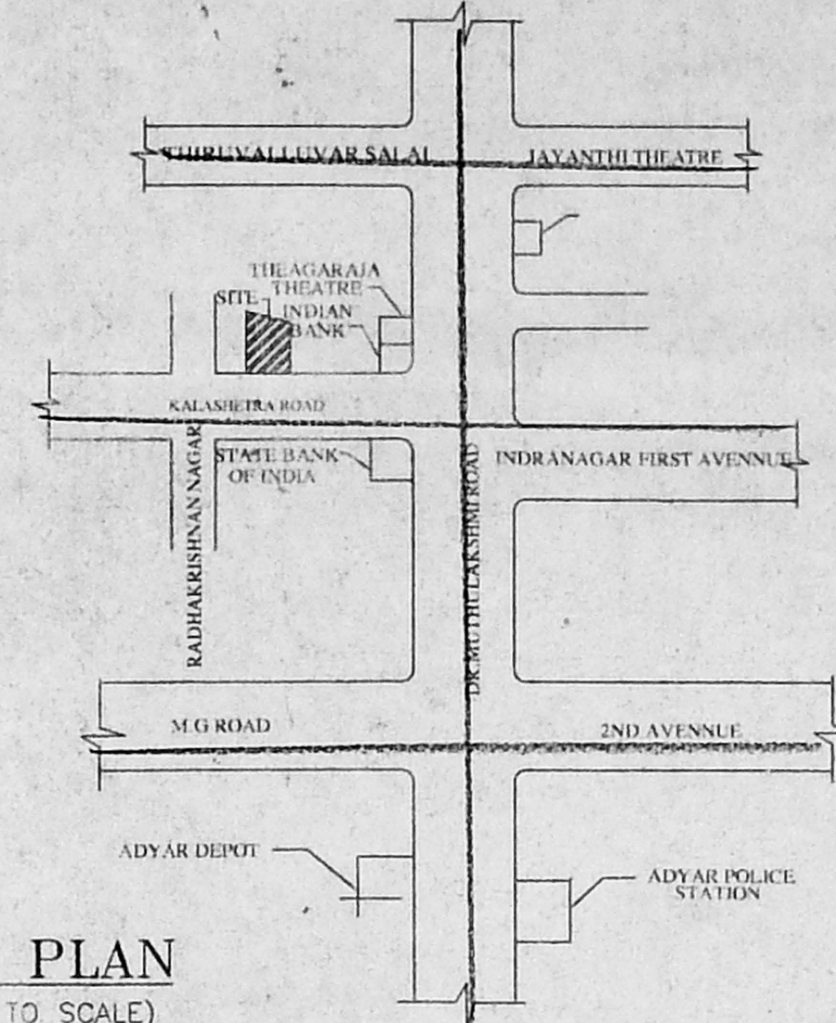 THIRUVALLUVAR SALAI
JAYANTHI THEATRE
THEAGARAJA
THEATRE
SITE
INDIAN
BANK
KALASHETRA ROAD
STATE BANK
OF INDIA
INDRANAGAR FIRST AVENNUE
RADHAKRISHNAN NAGAR
DR.MUTHULAKSHMI ROAD
M.G ROAD
2ND AVENNUE
ADYAR DEPOT
ADYAR POLICE
STATION
PLAN
TO SCALE)